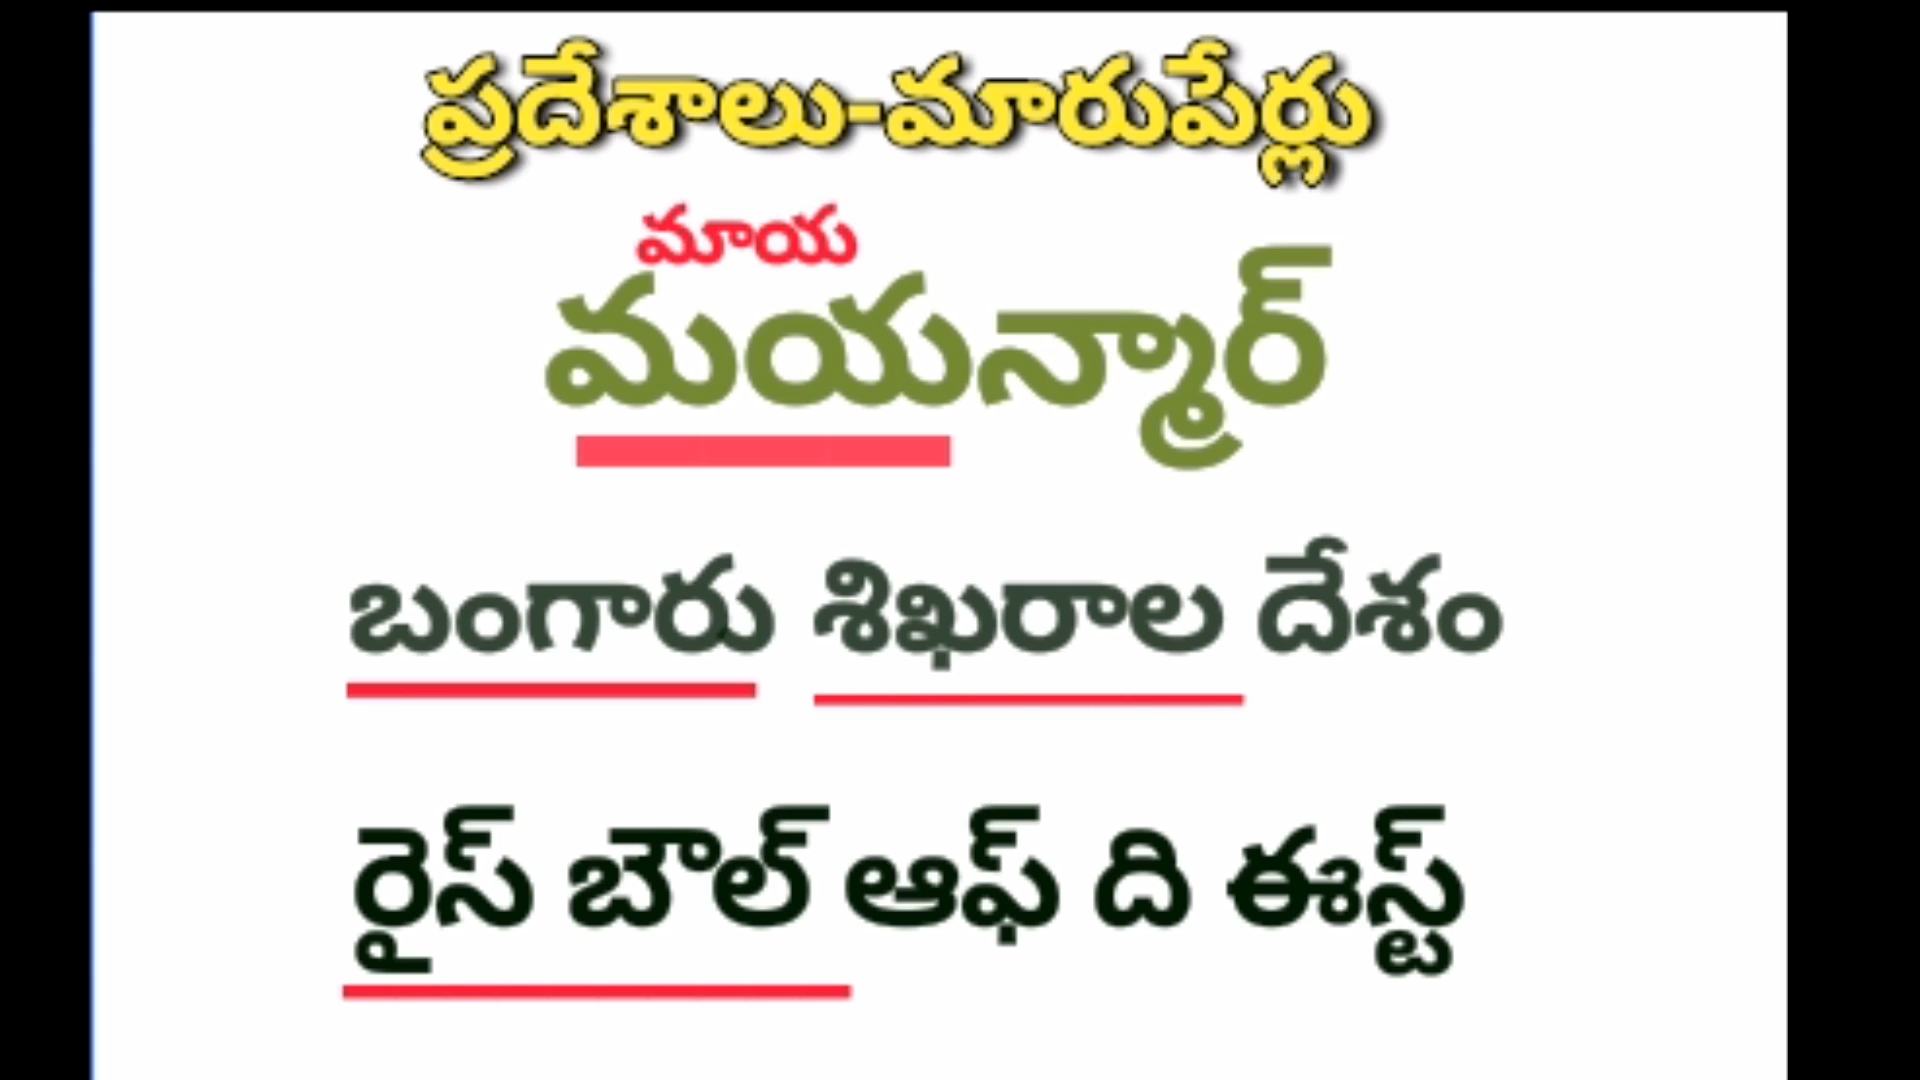 ప్రదేశాలు-మారుపేర్లు
మాయ
మయన్మార్
బంగారు శిఖరాల దేశం
రైస్ బౌల్ ఆఫ్ ది ఈస్ట్